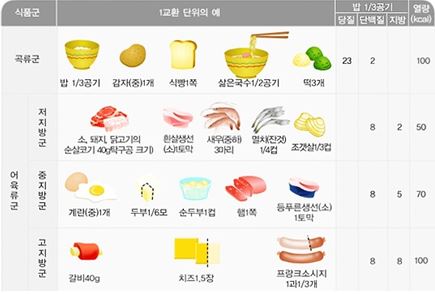 식품군 1교환 단위의 예 밥 1/3공기 열량
당질 단백질 지방 (kcal)
곡류군 밥 1/3공기 감자(중)1개 식빵1쪽 삶은국수1/2공기 떡3개 23 2 100
어육류군
저지방군 소, 돼지, 닭고기의 순살코기 40g(탁구공 크기) 흰살생선(소)1토막 새우(중하)3마리 멸치(잔것)1/4컵 조갯살1/3컵 8 2 50
중지방군 계란(중)1개 두부1/6모 순두부1컵 햄1쪽 등푸른생선(소)1토막 8 5 70
고지방군 갈비40g 치즈1,5장 프랑크소시지 1과1/3개 8 8 100